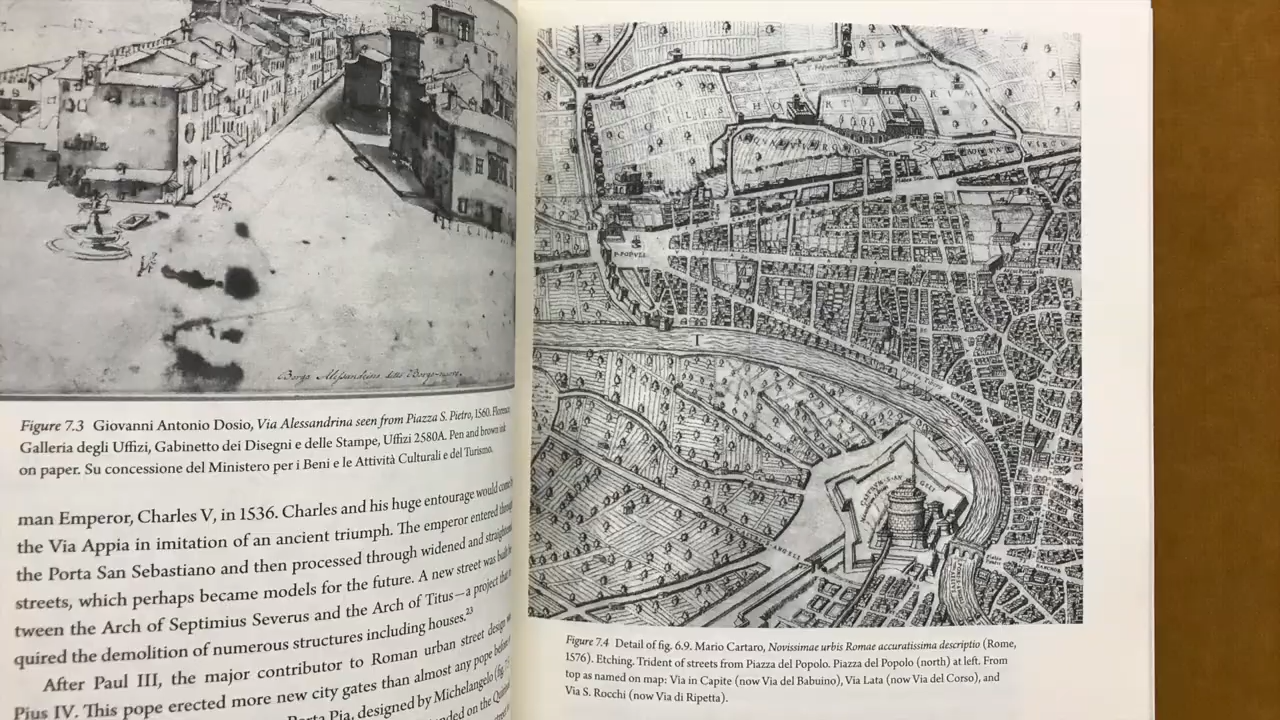 Borgo Alessandrino detto Borgo nuovo.
Figure 7.3 Giovanni Antonio Dosio, Via Alessandrina seen from Piazza S. Pietro, 1560.
Galleria degli Uffizi, Gabinetto dei Disegni e delle Stampe, Uffizi 2580A. Pen and brown ink
on paper. Su concessione del Ministero per i Beni e le Attività Culturali e del Turismo.
man Emperor, Charles V, in 1536. Charles and his huge entourage would
the Via Appia in imitation of an ancient triumph. The emperor entered
the Porta San Sebastiano and then processed through widened and
streets, which perhaps became models for the future. A new street was
tween the Arch of Septimius Severus and the Arch of Titus—a project
quired the demolition of numerous structures including houses.23
After Paul III, the major contributor to Roman urban street design
Pius IV. This pope erected more new city gates than almost any pope
Porta Pia, designed by Michelangelo
on the
COLLIS HORTULORUM
P. POPULI
T
Figure 7.4 Detail of fig. 6.9. Mario Cartaro, Novissimae urbis Romae accuratissima descriptio (Rome,
1576). Etching. Trident of streets from Piazza del Popolo. Piazza del Popolo (north) at left. From
top as named on map: Via in Capite (now Via del Babuino), Via Lata (now Via del Corso), and
Via S. Rocchi (now Via di Ripetta).